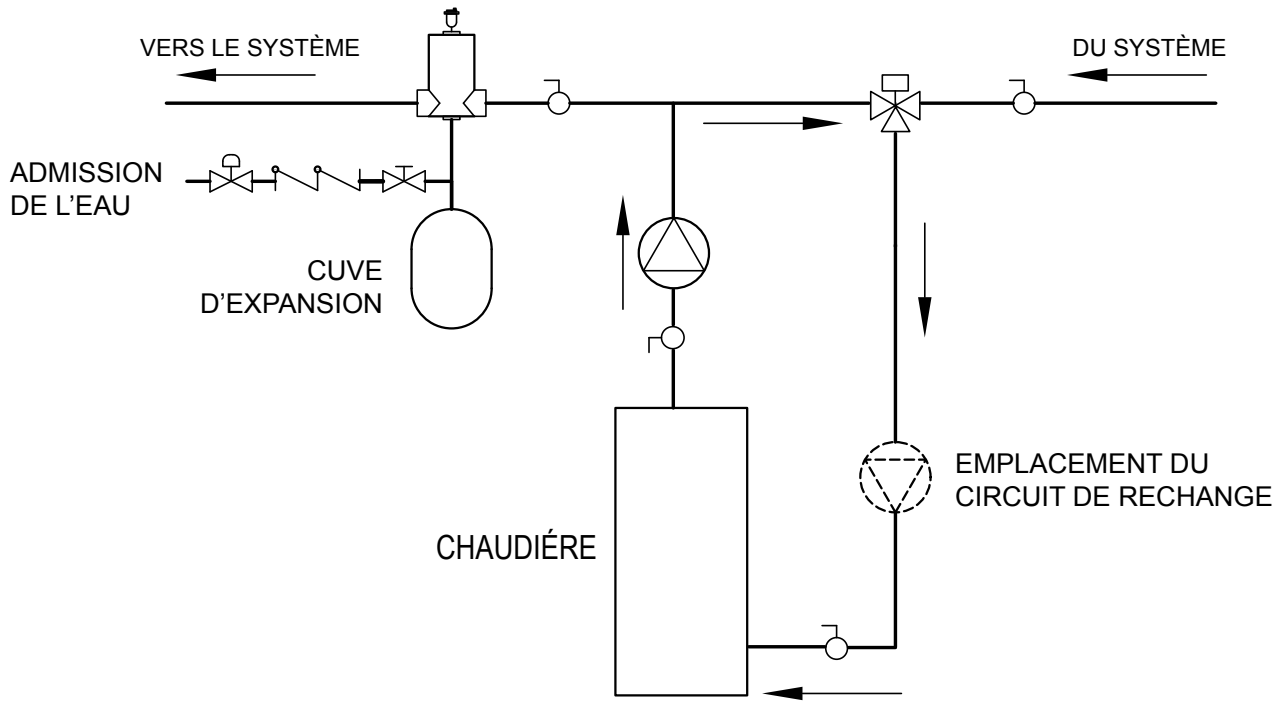 VERS LE SYSTÈME
DU SYSTÈME
ADMISSION
DE L'EAU
CUVE
D'EXPANSION
EMPLACEMENT DU
CIRCUIT DE RECHANGE
CHAUDIÉRE